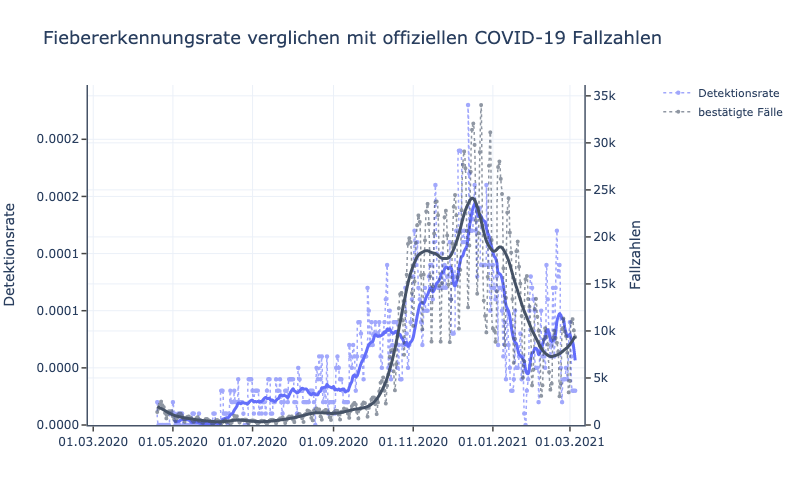 Fiebererkennungsrate verglichen mit offiziellen COVID-19 Fallzahlen
Detektionsrate
bestätigte Fälle
35k
30k
25k
20k
15k
10k
5k
0
0.0002
0.0002
0.0001
0.0001
0.0000
0.0000
Detektionsrate
Fallzahlen
01.03.2020 01.05.2020 01.07.2020 01.09.2020 01.11.2020 01.01.2021 01.03.2021